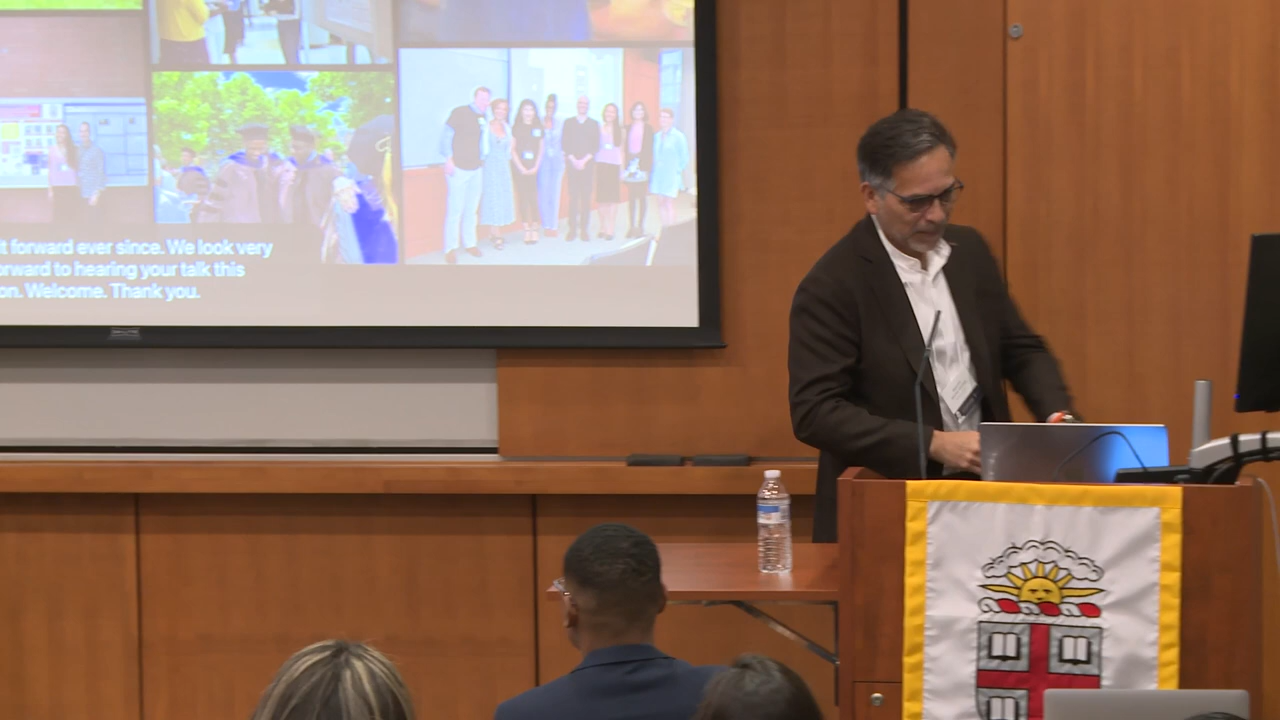 t forward ever since. We look very
orward to hearing your talk this
on. Welcome. Thank you.